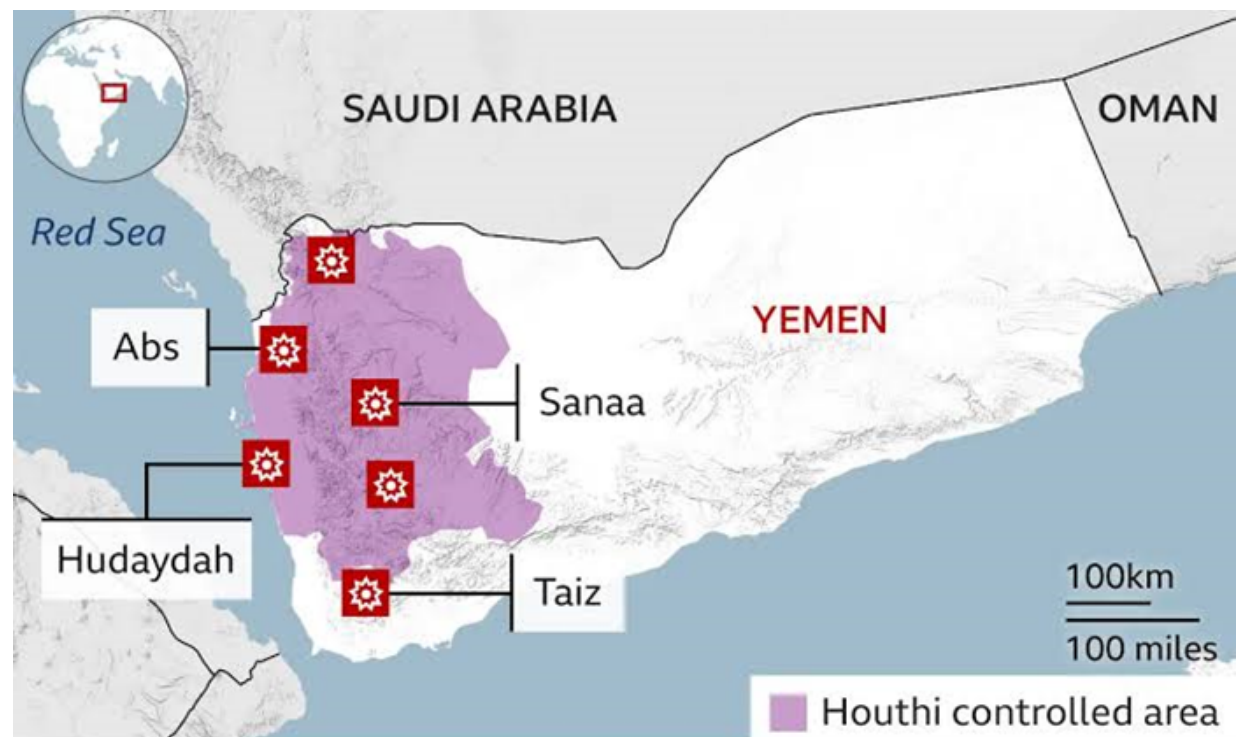 SAUDI ARABIA
OMAN
Red Sea
YEMEN
Abs
Sanaa
Hudaydah
Taiz
100km
100 miles
Houthi controlled area